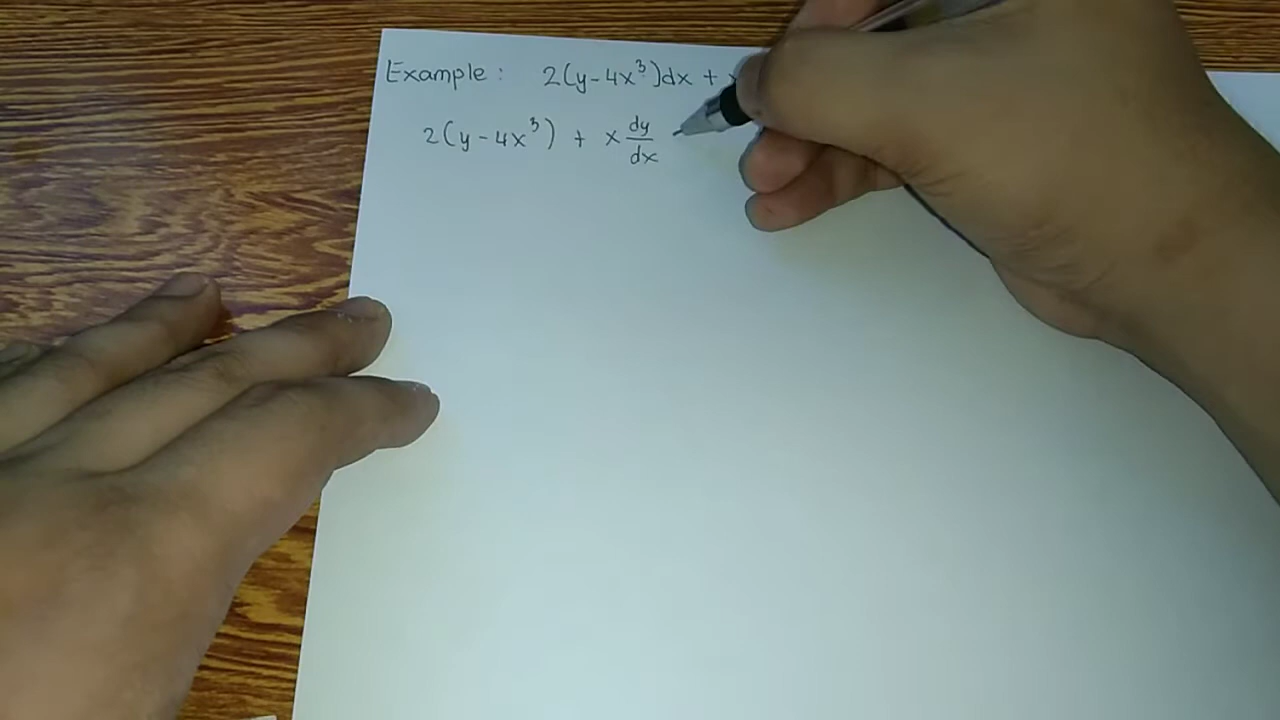 Example : 2(y-4x³)dx +
2(y-4x³) + x dy/dx